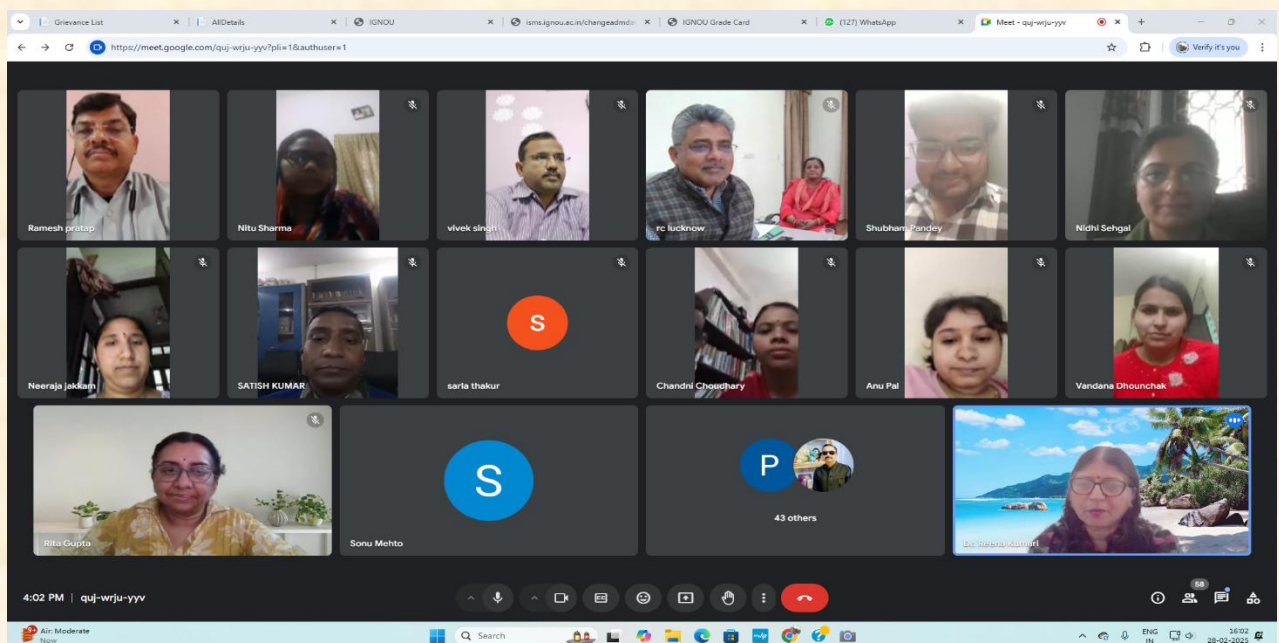 Grievance List
AllDetails
IGNOU
isms.ignou.ac.in/changeadmda
IGNOU Grade Card
(127) WhatsApp
Meet - quj-wrju-yyv
https://meet.google.com/quj-wrju-yyv?pli=1&authuser=1
Verify it's you
Ramesh pratap
Nitu Sharma
vivek singh
rc lucknow
Shubham Pandey
Nidhi Sehgal
Neeraja jakkam
SATISH KUMAR
S
sarla thakur
Chandni Choudhary
Anu Pal
Vandana Dhounchak
Rita Gupta
S
Sonu Mehto
P
43 others
Dr. Reena Kumari
4:02 PM | quj-wrju-yyv
58
Air: Moderate
Now
Search
ENG
IN
16:02
28-02-2025